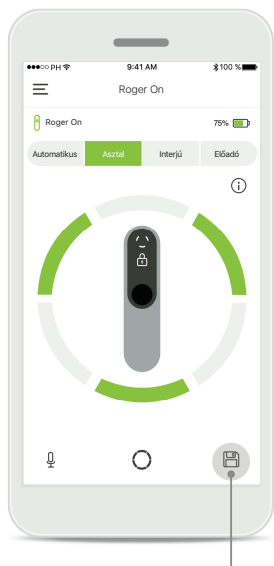 PH 9:41 AM 100 %
Roger On
Roger On 75%
Automatikus Asztal Interjú Előadó